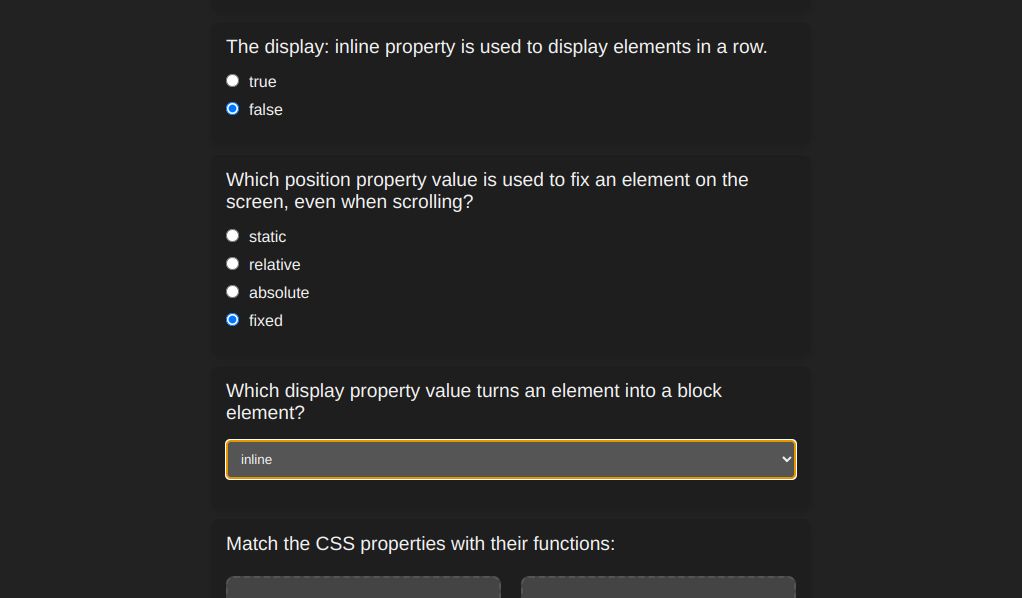 The display: inline property is used to display elements in a row.
true
false
Which position property value is used to fix an element on the
screen, even when scrolling?
static
relative
absolute
fixed
Which display property value turns an element into a block
element?
inline
Match the CSS properties with their functions: